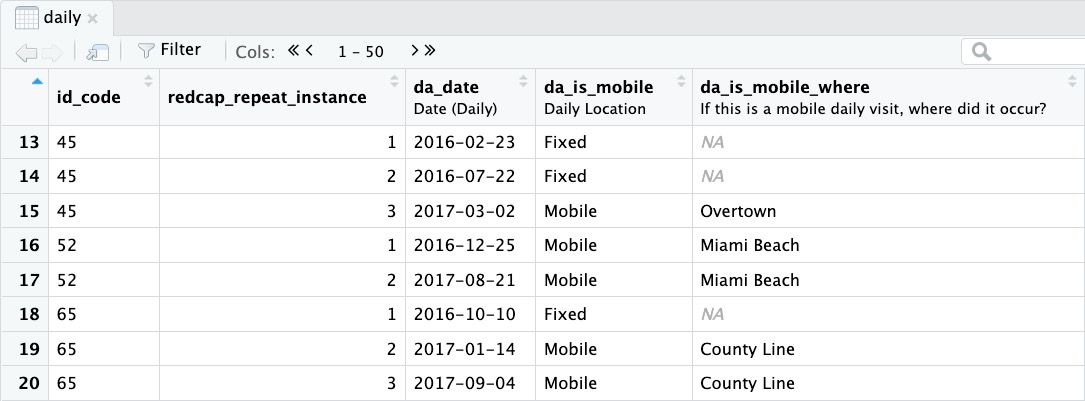 daily
Filter Cols: 1 - 50
id_code redcap_repeat_instance da_date da_is_mobile da_is_mobile_where
Date (Daily) Daily Location If this is a mobile daily visit, where did it occur?
13 45 1 2016-02-23 Fixed NA
14 45 2 2016-07-22 Fixed NA
15 45 3 2017-03-02 Mobile Overtown
16 52 1 2016-12-25 Mobile Miami Beach
17 52 2 2017-08-21 Mobile Miami Beach
18 65 1 2016-10-10 Fixed NA
19 65 2 2017-01-14 Mobile County Line
20 65 3 2017-09-04 Mobile County Line